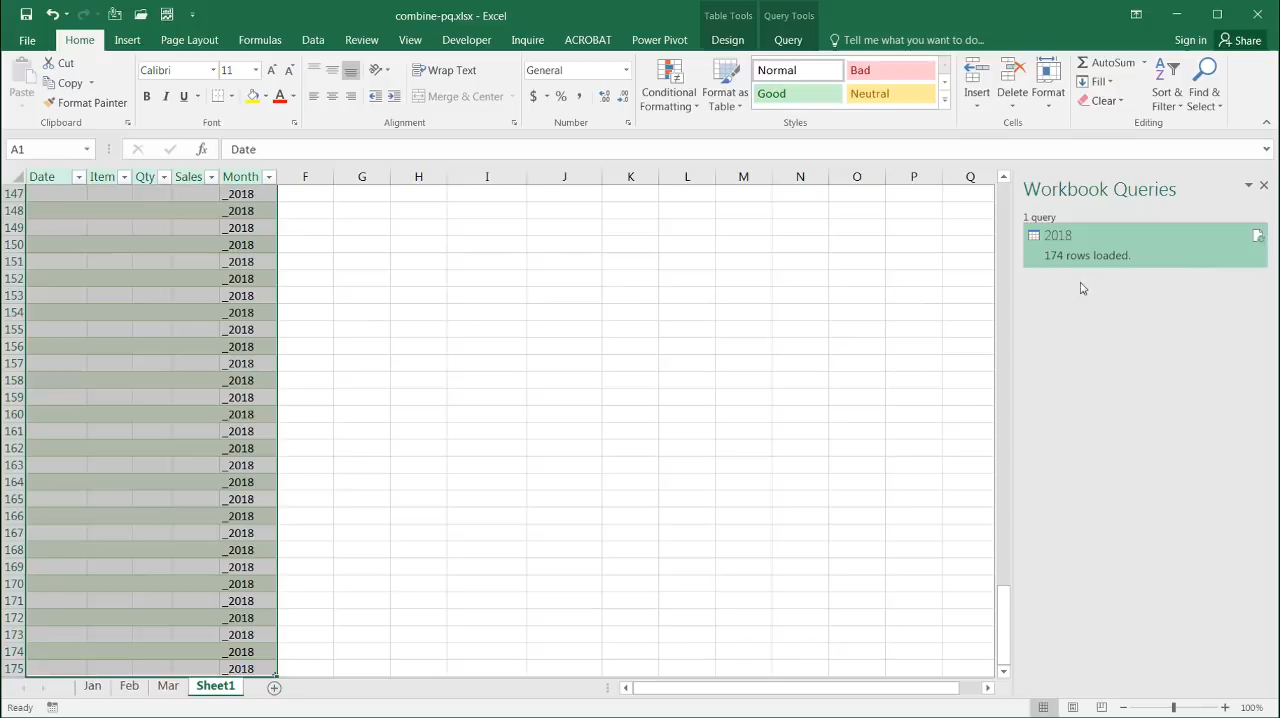 combine-pq.xlsx - Excel
Table Tools
Query Tools
File
Home
Insert
Page Layout
Formulas
Data
Review
View
Developer
Inquire
ACROBAT
Power Pivot
Design
Query
Tell me what you want to do...
Sign in
Share
Paste
Cut
Copy
Format Painter
Clipboard
Calibri
11
B I U
Font
Wrap Text
Merge & Center
Alignment
General
$ % ,
Number
Conditional
Formatting
Format as
Table
Normal
Bad
Good
Neutral
Styles
Insert
Delete
Format
Cells
AutoSum
Fill
Clear
Sort &
Filter
Find &
Select
Editing
A1
fx
Date
Date Item Qty Sales Month F G H I J K L M N O P Q
147 _2018
148 _2018
149 _2018
150 _2018
151 _2018
152 _2018
153 _2018
154 _2018
155 _2018
156 _2018
157 _2018
158 _2018
159 _2018
160 _2018
161 _2018
162 _2018
163 _2018
164 _2018
165 _2018
166 _2018
167 _2018
168 _2018
169 _2018
170 _2018
171 _2018
172 _2018
173 _2018
174 _2018
175 _2018
Workbook Queries
1 query
2018
174 rows loaded.
Jan
Feb
Mar
Sheet1
Ready
100%